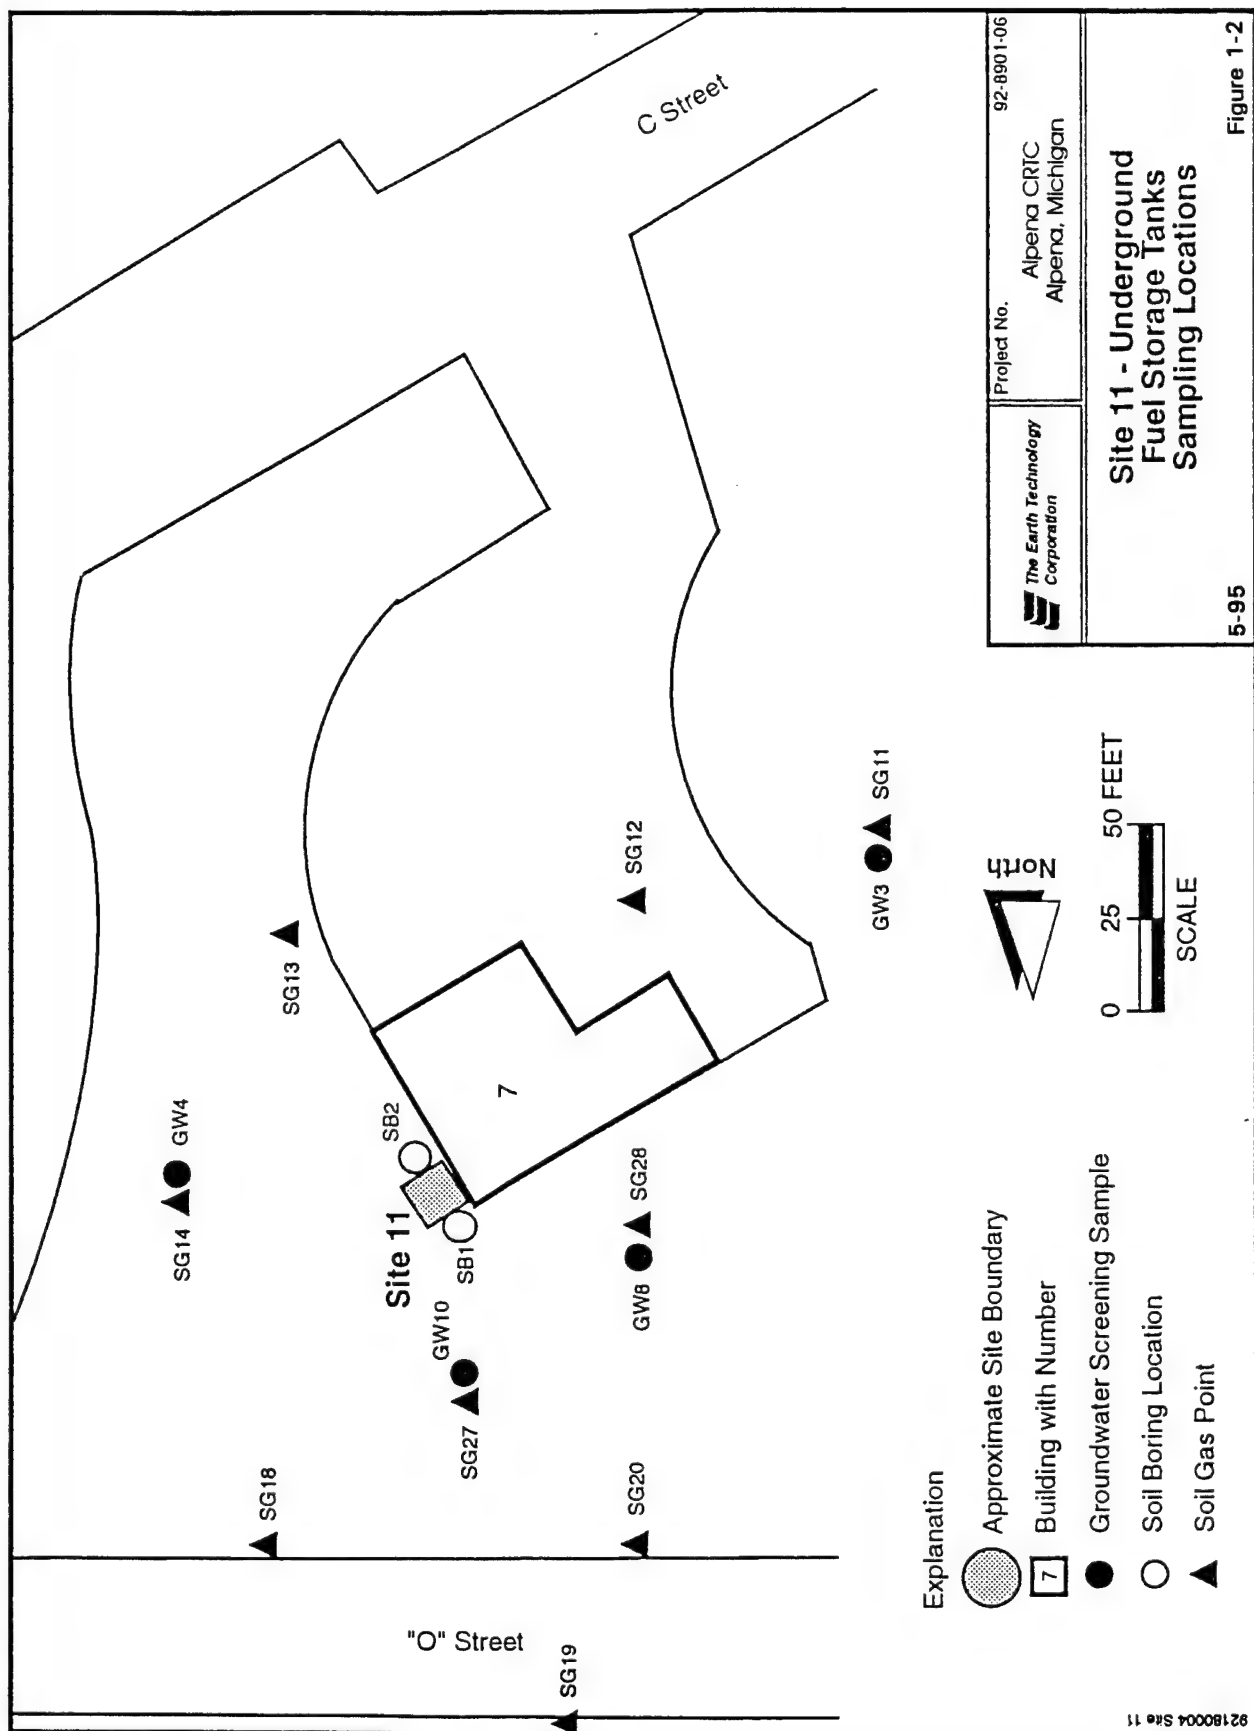 C Street
SG14
GW4
SG13
SB2
Site 11
SB1
7
GW10
SG27
SG18
SG12
GW8
SG28
SG20
"O" Street
SG19
GW3
SG11
Explanation
Approximate Site Boundary
7
Building with Number
Groundwater Screening Sample
Soil Boring Location
Soil Gas Point
North
0
25
50 FEET
SCALE
The Earth Technology
Corporation
Project No.
92-8901-06
Alpena CRTC
Alpena, Michigan
Site 11 - Underground
Fuel Storage Tanks
Sampling Locations
5-95
Figure 1-2
92180004 Site 11